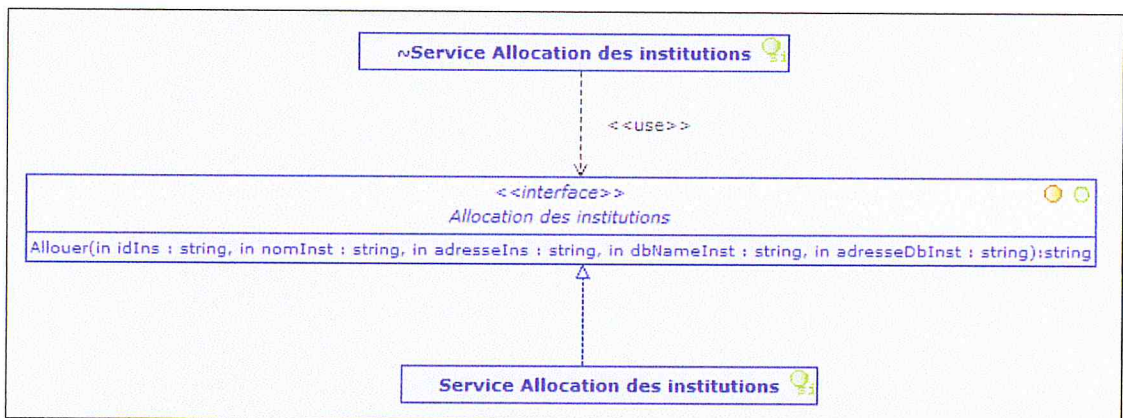 ~Service Allocation des institutions
<<use>>
<<interface>>
Allocation des institutions
Allouer(in idIns : string, in nomInst : string, in adresseIns : string, in dbNameInst : string, in adresseDbInst : string):string
Service Allocation des institutions